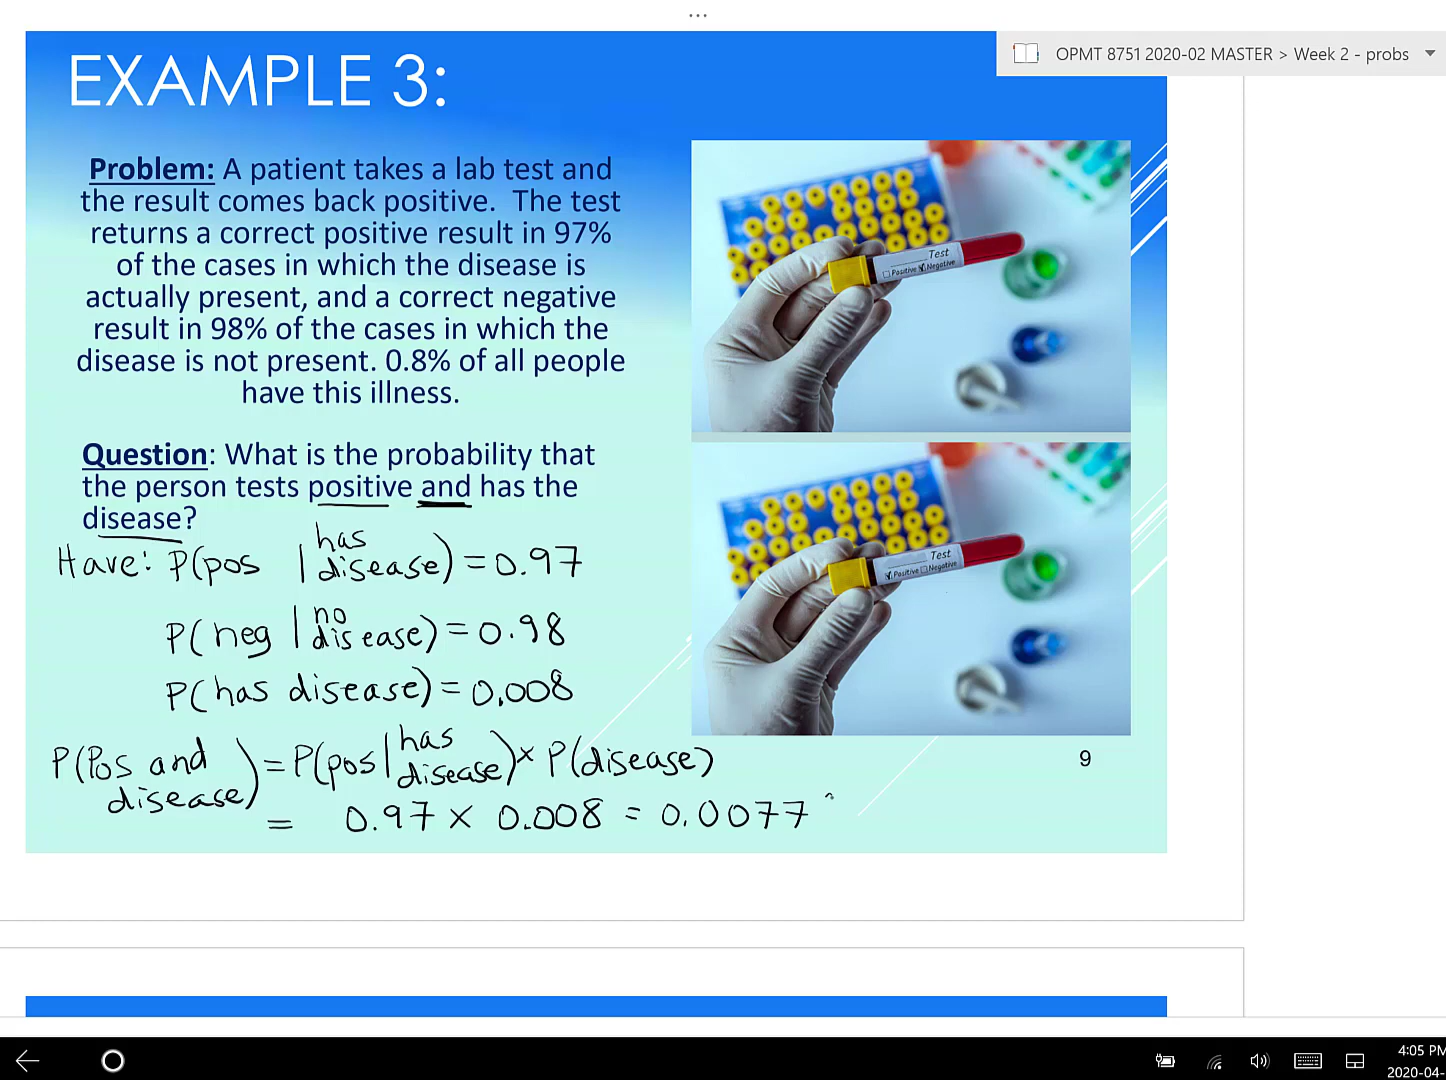 ...
OPMT 8751 2020-02 MASTER > Week 2 - probs
EXAMPLE 3:
Problem: A patient takes a lab test and
the result comes back positive. The test
returns a correct positive result in 97%
of the cases in which the disease is
actually present, and a correct negative
result in 98% of the cases in which the
disease is not present. 0.8% of all people
have this illness.
Question: What is the probability that
the person tests positive and has the
disease?
Have: P(pos | has disease) = 0.97
P(neg | no disease) = 0.98
P(has disease) = 0.008
P(Pos and disease) = P(pos | has disease) × P(disease)
= 0.97 × 0.008 = 0.0077
Test
Positive Negative
Test
Positive Negative
9
4:05 PM
2020-04-